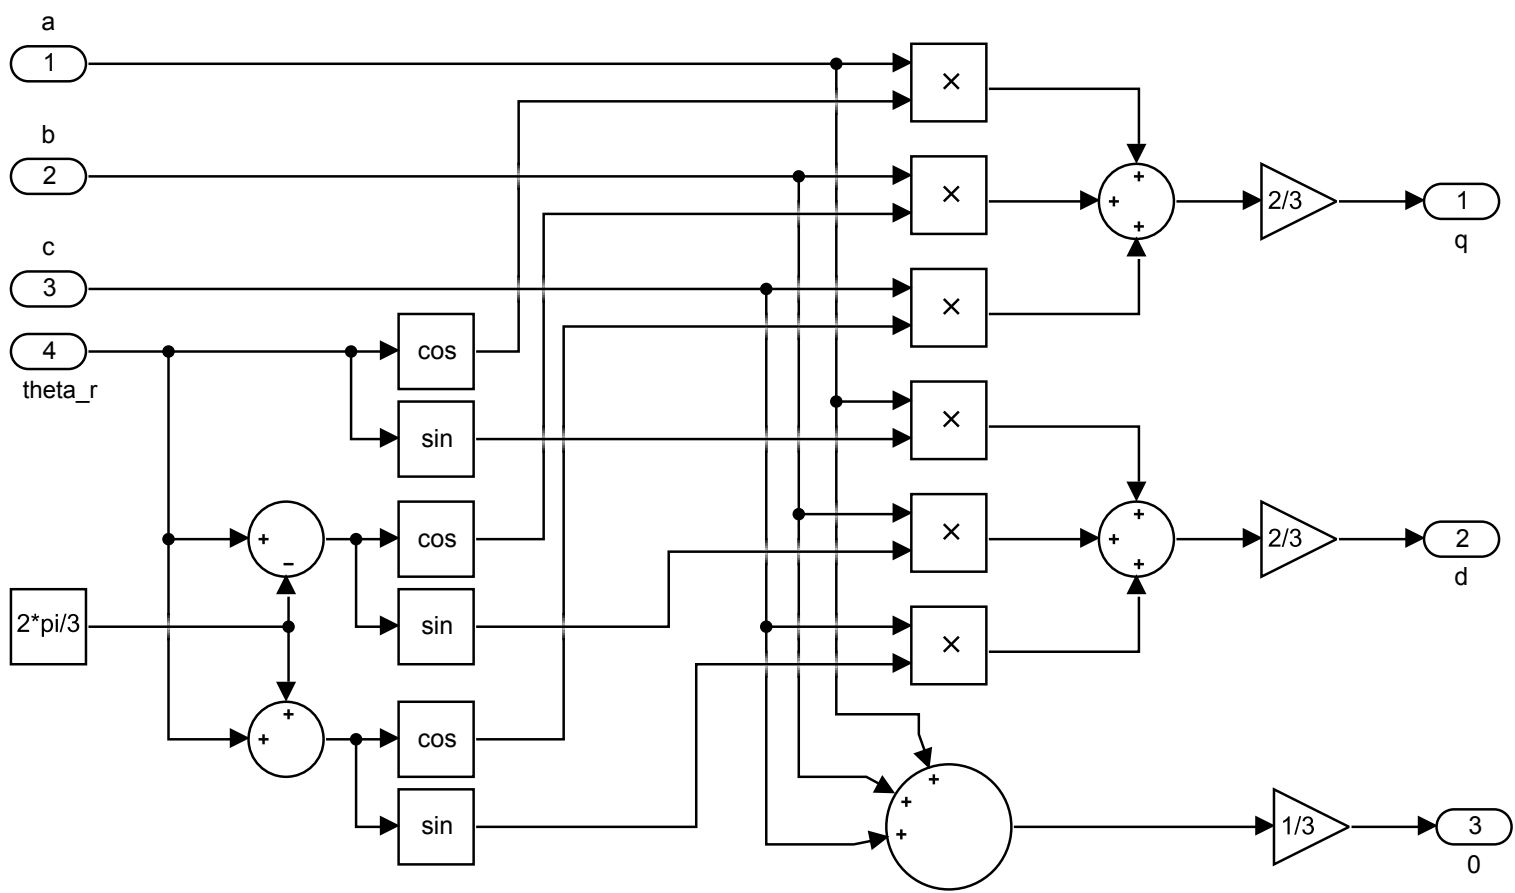 a
1
×
b
2
×
+
+
+
2/3
1
q
c
3
×
4
theta_r
cos
×
sin
+
−
cos
×
+
+
+
2/3
2
d
2*pi/3
sin
×
+
+
cos
sin
+
+
+
1/3
3
0